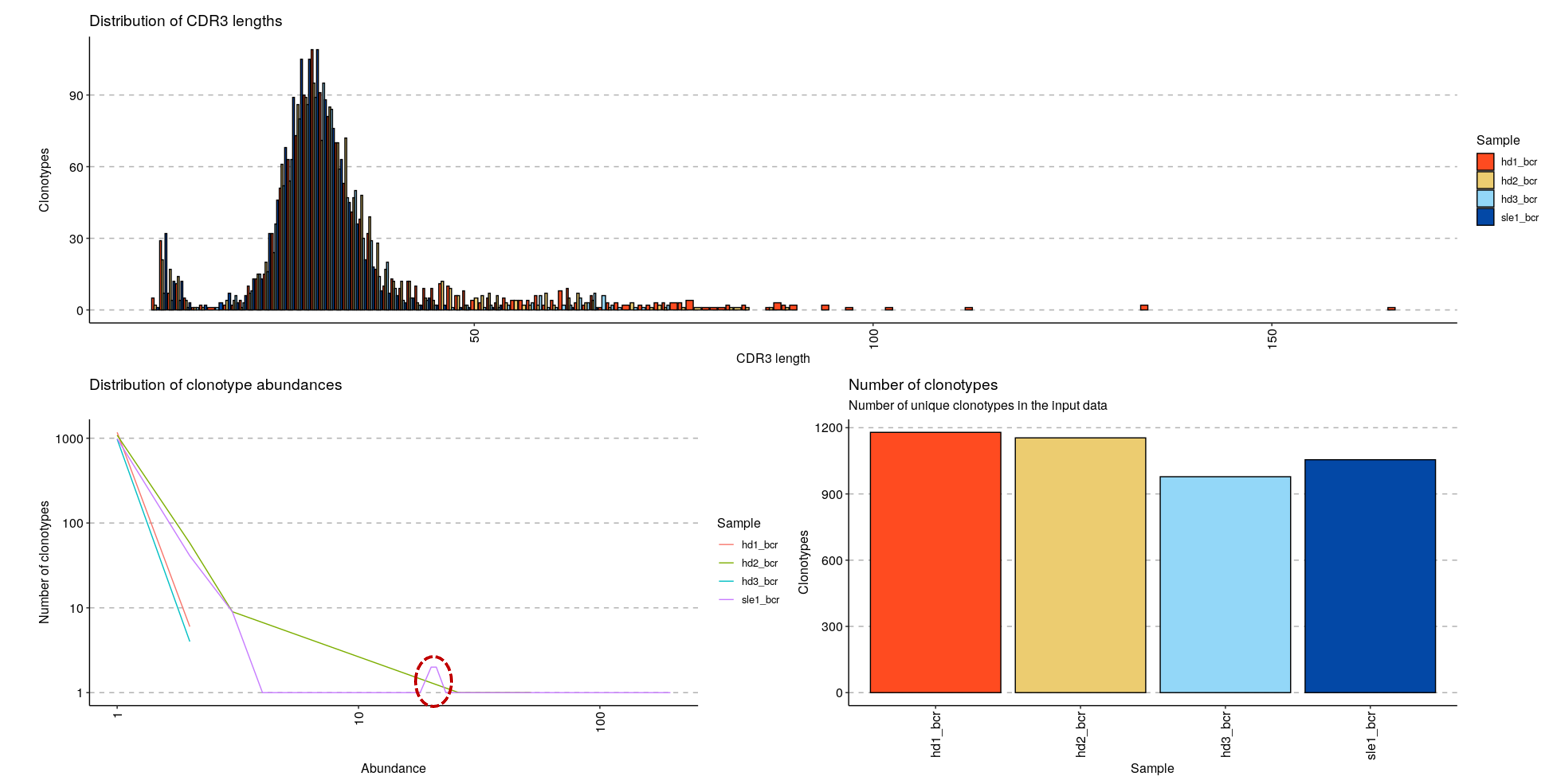 Distribution of CDR3 lengths
Clonotypes
90
60
30
0
50
100
150
CDR3 length
Sample
hd1_bcr
hd2_bcr
hd3_bcr
sle1_bcr
Distribution of clonotype abundances
Number of clonotypes
1000
100
10
1
1
10
100
Abundance
Sample
hd1_bcr
hd2_bcr
hd3_bcr
sle1_bcr
Number of clonotypes
Number of unique clonotypes in the input data
Clonotypes
1200
900
600
300
0
hd1_bcr
hd2_bcr
hd3_bcr
sle1_bcr
Sample